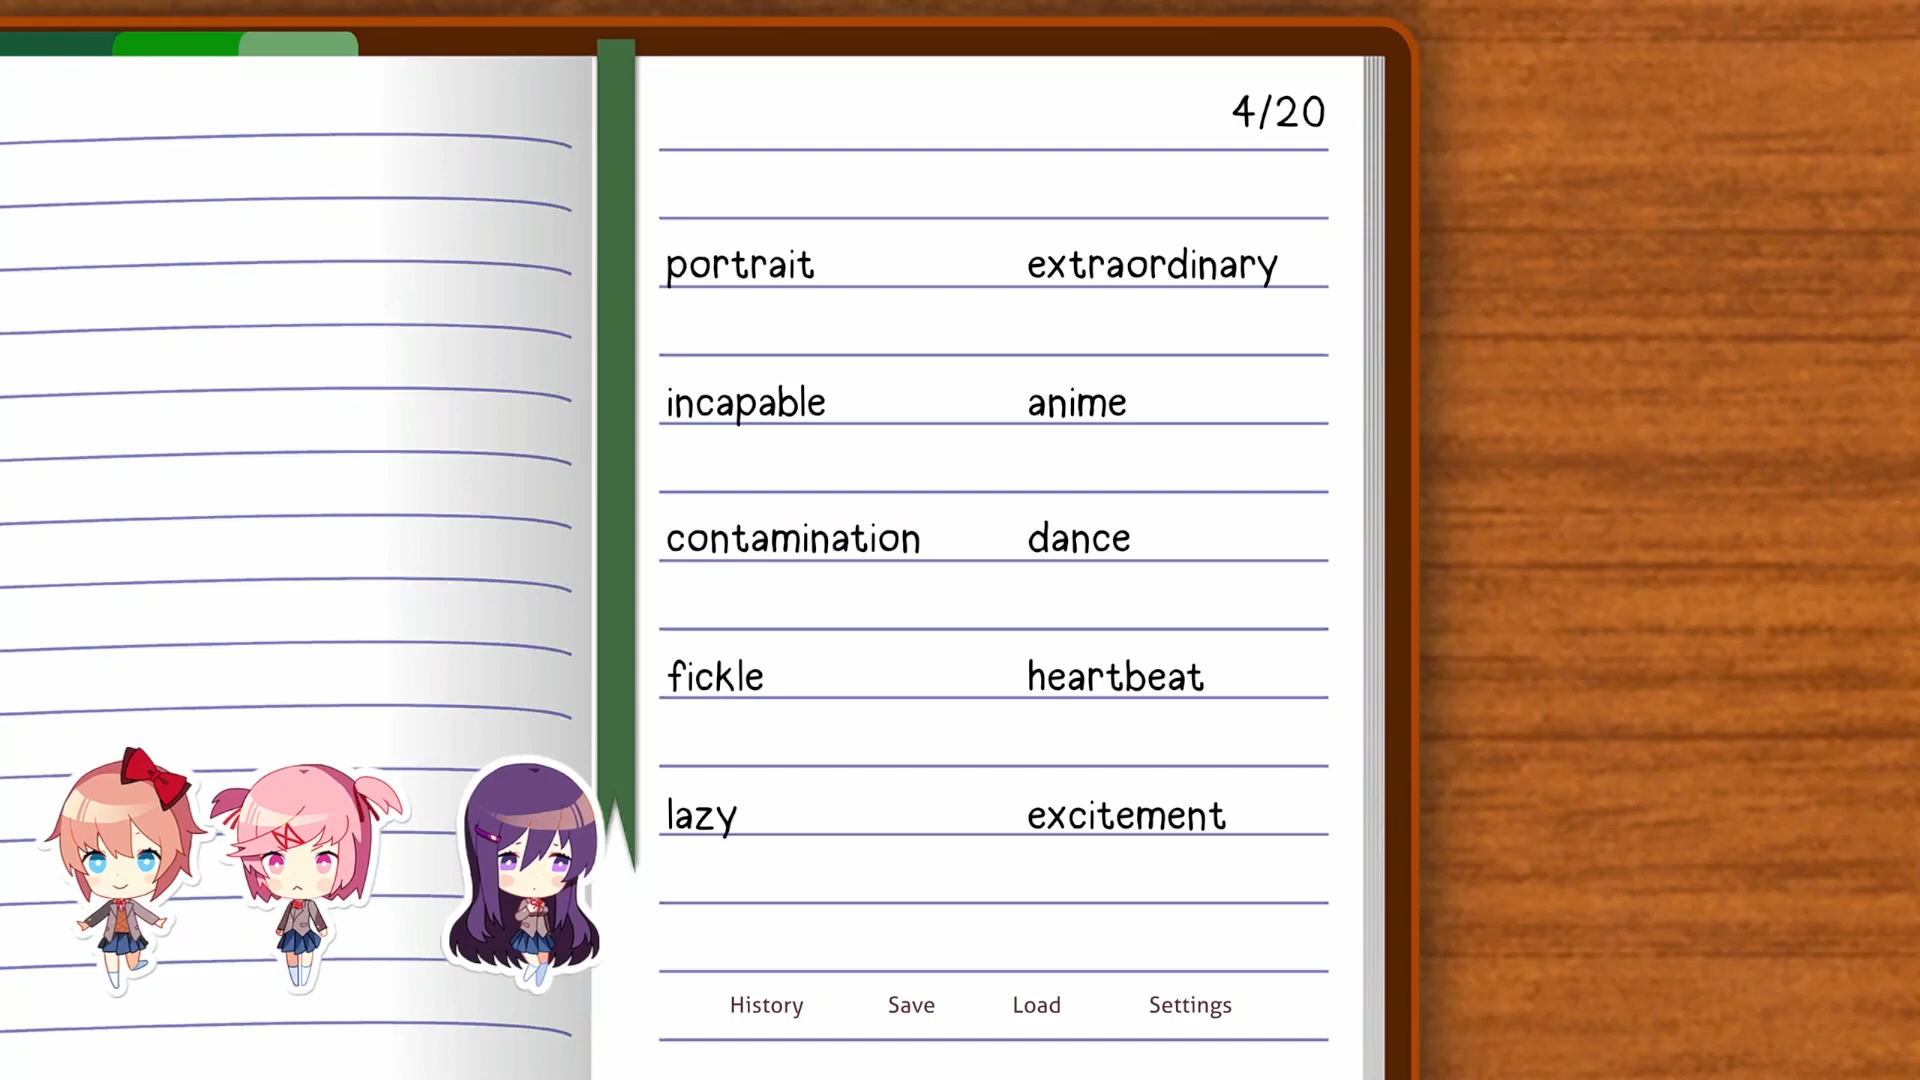 4/20
portrait extraordinary
incapable anime
contamination dance
fickle heartbeat
lazy excitement
History Save Load Settings